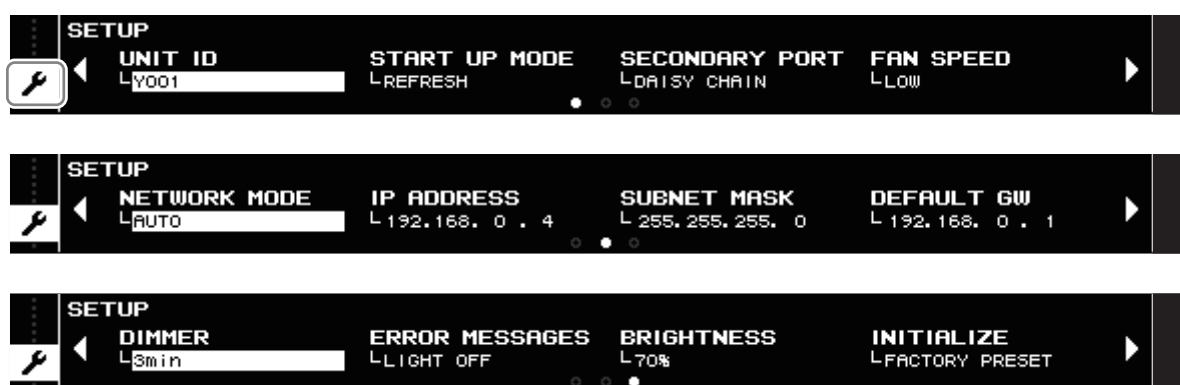 SETUP
UNIT ID START UP MODE SECONDARY PORT FAN SPEED
Y001 REFRESH DAISY CHAIN LOW
SETUP
NETWORK MODE IP ADDRESS SUBNET MASK DEFAULT GW
AUTO 192.168. 0 . 4 255.255.255. 0 192.168. 0 . 1
SETUP
DIMMER ERROR MESSAGES BRIGHTNESS INITIALIZE
3min LIGHT OFF 70% FACTORY PRESET